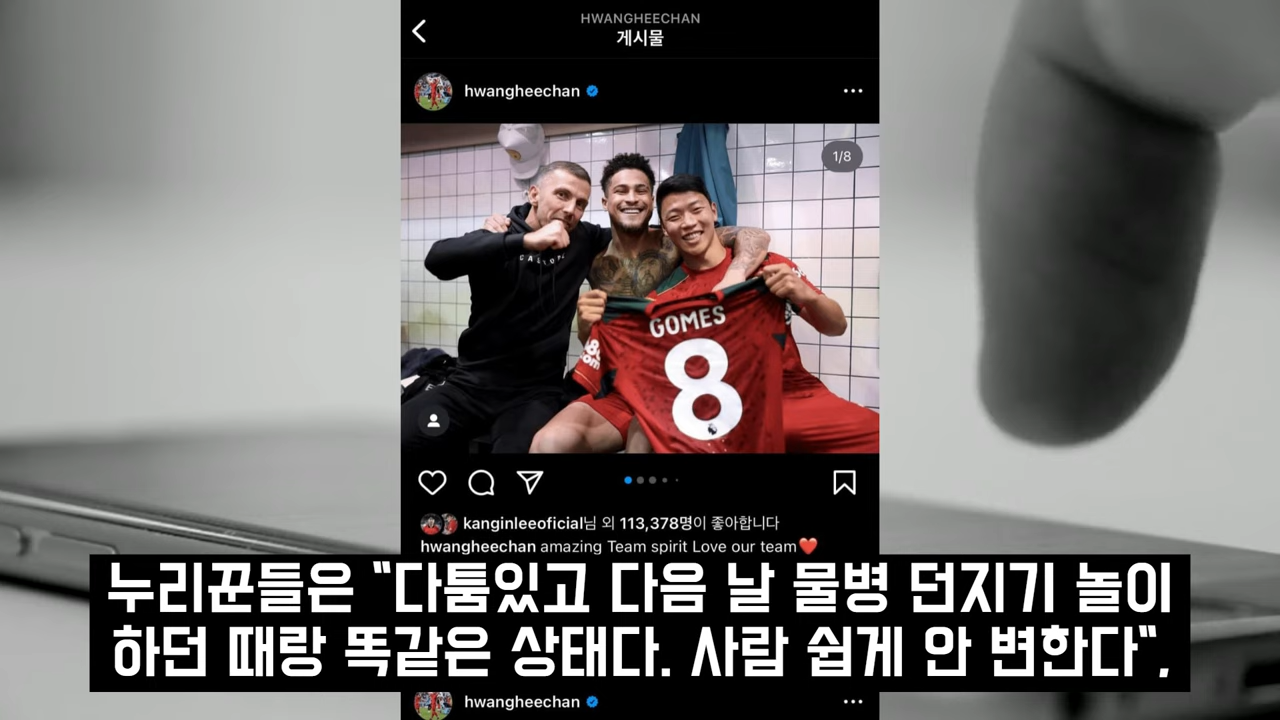 HWANGHEECHAN
게시물
hwangheechan
1/8
GOMES
8
kanginleeoficial님 외 113,378명이 좋아합니다
hwangheechan amazing Team spirit Love our team❤️
누리꾼들은 "다툼있고 다음 날 물병 던지기 놀이
하던 때랑 똑같은 상태다. 사람 쉽게 안 변한다",
hwangheechan